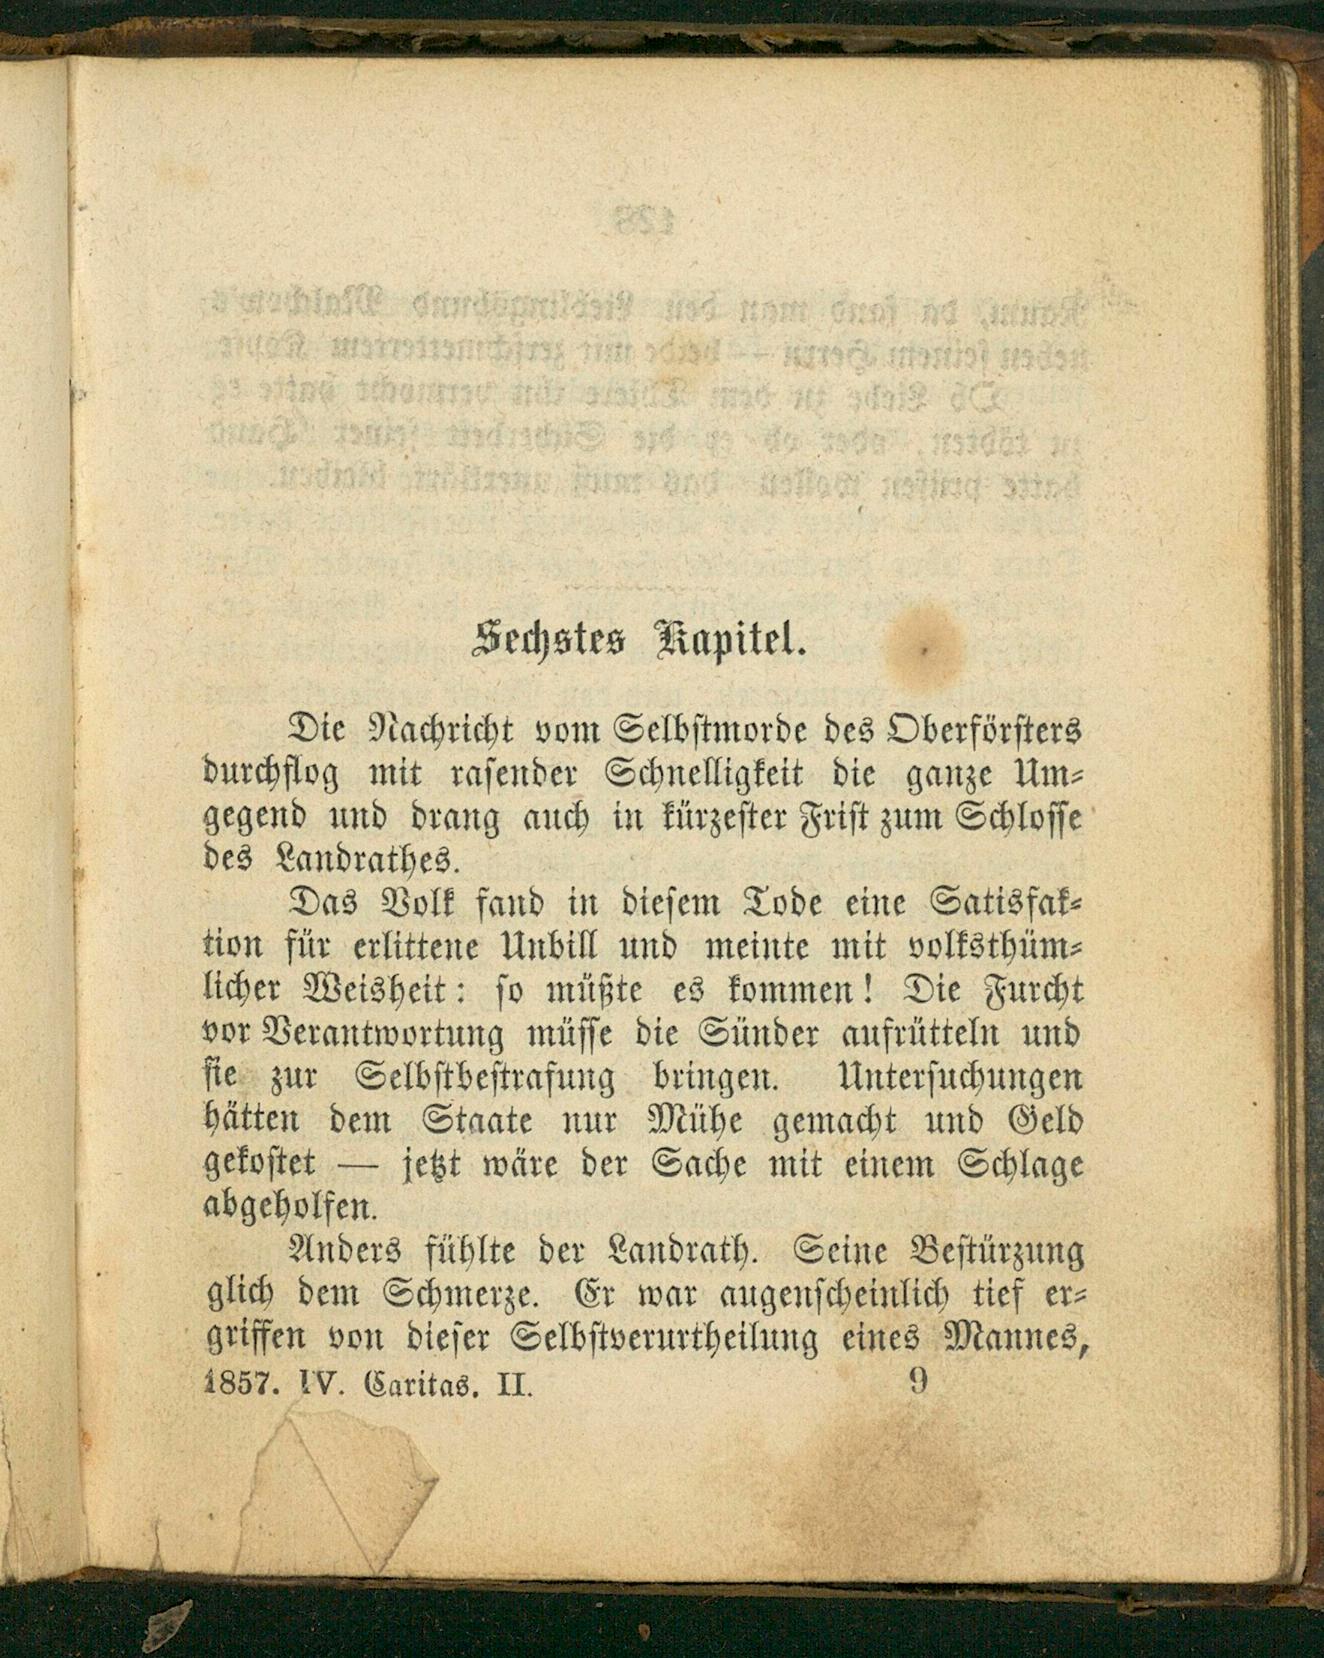 Sechstes Kapitel.
Die Nachricht vom Selbstmorde des Oberförsters
durchflog mit rasender Schnelligkeit die ganze Um-
gegend und drang auch in kürzester Frist zum Schlosse
des Landrathes.
Das Volk fand in diesem Tode eine Satisfak-
tion für erlittene Unbill und meinte mit volksthüm-
licher Weisheit: so müßte es kommen! Die Furcht
vor Verantwortung müsse die Sünder aufrütteln und
sie zur Selbstbestrafung bringen. Untersuchungen
hätten dem Staate nur Mühe gemacht und Geld
gekostet — jetzt wäre der Sache mit einem Schlage
abgeholfen.
Anders fühlte der Landrath. Seine Bestürzung
glich dem Schmerze. Er war augenscheinlich tief er-
griffen von dieser Selbstverurtheilung eines Mannes,
1857. IV. Caritas. II. 9